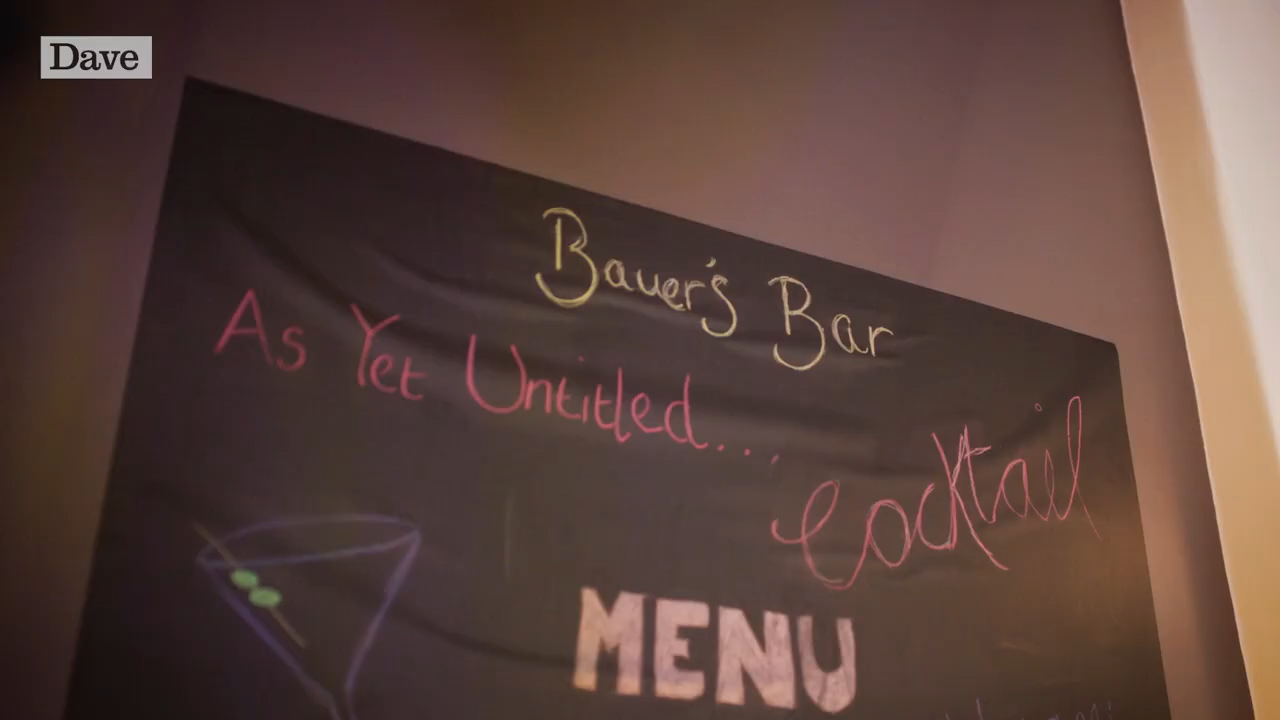 Dave
Bauer's Bar
As Yet Untitled...
Cocktail
MENU